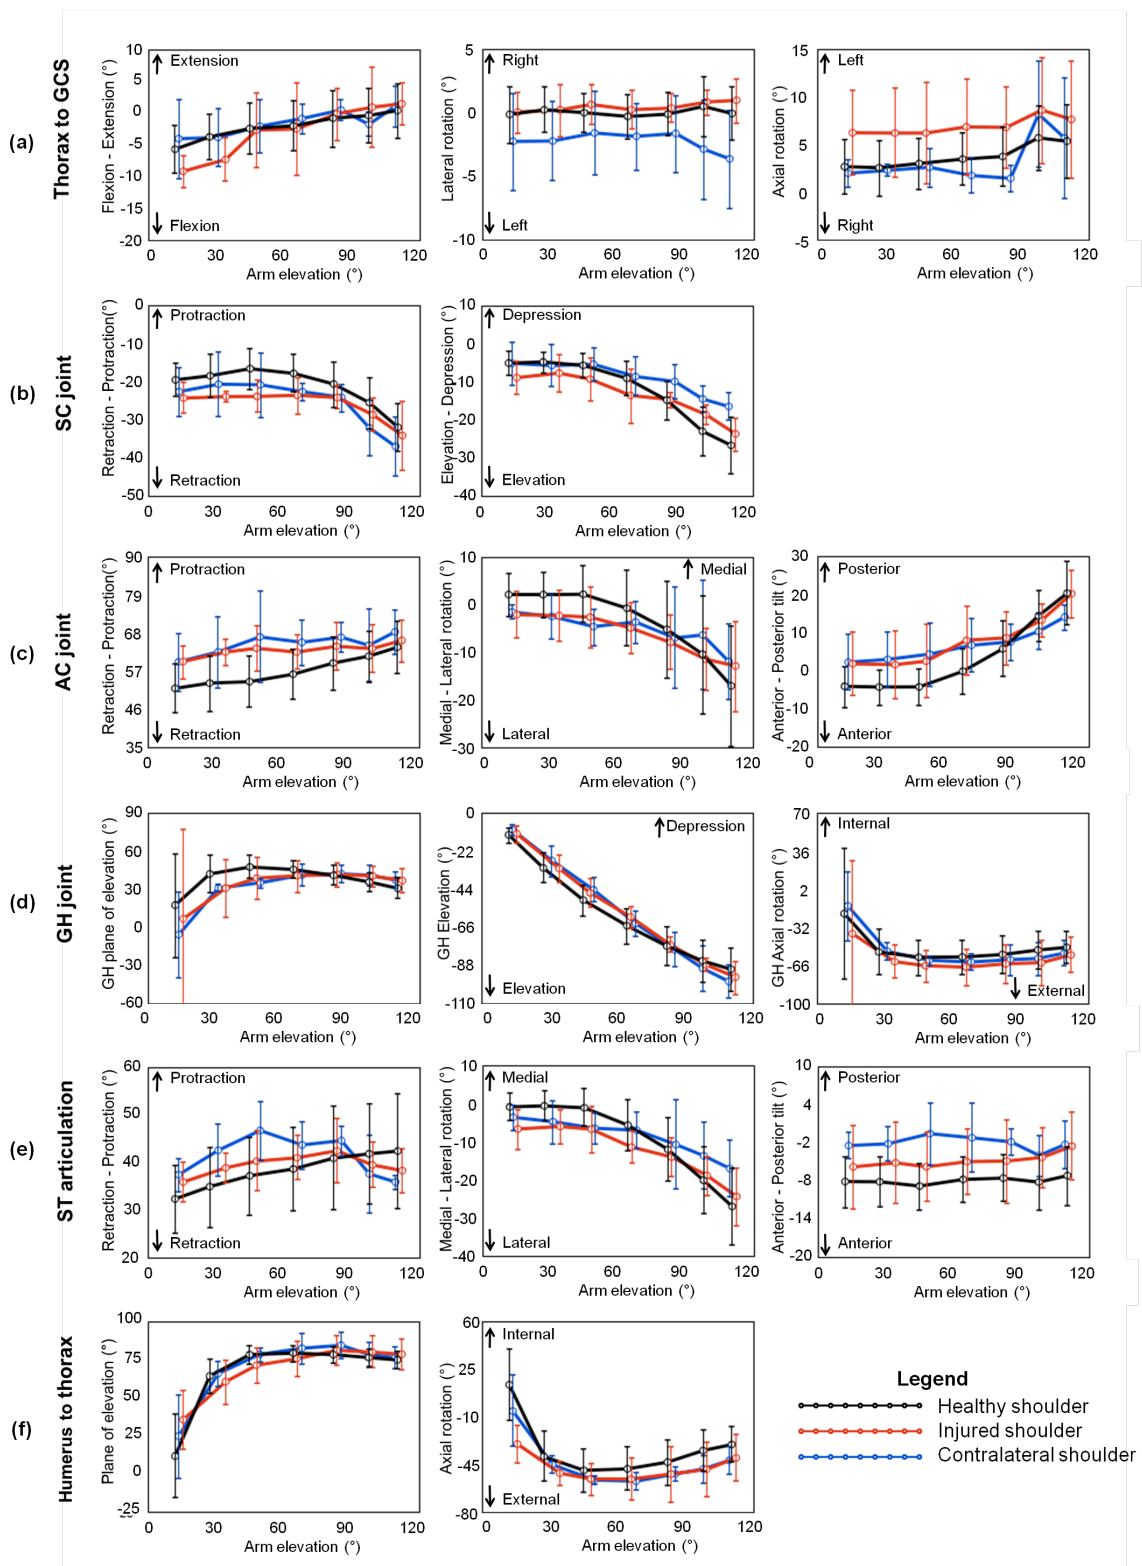 (a)
Thorax to GCS
Flexion - Extension (°)
10
5
0
-5
-10
-15
-20
Extension
Flexion
0 30 60 90 120
Arm elevation (°)
Lateral rotation (°)
5
0
-5
-10
Right
Left
0 30 60 90 120
Arm elevation (°)
Axial rotation (°)
15
10
5
0
-5
Left
Right
0 30 60 90 120
Arm elevation (°)
(b)
SC joint
Retraction - Protraction(°)
0
-10
-20
-30
-40
-50
Protraction
Retraction
0 30 60 90 120
Arm elevation (°)
Elevation - Depression (°)
10
0
-10
-20
-30
-40
Depression
Elevation
0 30 60 90 120
Arm elevation (°)
(c)
AC joint
Retraction - Protraction(°)
90
79
68
57
46
35
Protraction
Retraction
0 30 60 90 120
Arm elevation (°)
Medial - Lateral rotation (°)
10
0
-10
-20
-30
Medial
Lateral
0 30 60 90 120
Arm elevation (°)
Anterior - Posterior tilt (°)
30
20
10
0
-10
-20
Posterior
Anterior
0 30 60 90 120
Arm elevation (°)
(d)
GH joint
GH plane of elevation (°)
90
60
30
0
-30
-60
0 30 60 90 120
Arm elevation (°)
GH Elevation (°)
0
-22
-44
-66
-88
-110
Depression
Elevation
0 30 60 90 120
Arm elevation (°)
GH Axial rotation (°)
70
36
2
-32
-66
-100
Internal
External
0 30 60 90 120
Arm elevation (°)
(e)
ST articulation
Retraction - Protraction (°)
60
50
40
30
20
Protraction
Retraction
0 30 60 90 120
Arm elevation (°)
Medial - Lateral rotation (°)
10
0
-10
-20
-30
-40
Medial
Lateral
0 30 60 90 120
Arm elevation (°)
Anterior - Posterior tilt (°)
10
4
-2
-8
-14
-20
Posterior
Anterior
0 30 60 90 120
Arm elevation (°)
(f)
Humerus to thorax
Plane of elevation (°)
100
75
50
25
0
-25
0 30 60 90 120
Arm elevation (°)
Axial rotation (°)
60
25
-10
-45
-80
Internal
External
0 30 60 90 120
Arm elevation (°)
Legend
Healthy shoulder
Injured shoulder
Contralateral shoulder